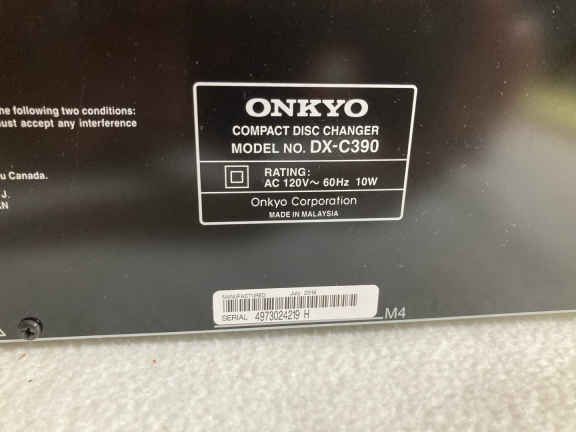 he following two conditions:
ust accept any interference
u Canada.
J.
AN
ONKYO
COMPACT DISC CHANGER
MODEL NO. DX-C390
RATING:
AC 120V~ 60Hz 10W
Onkyo Corporation
MADE IN MALAYSIA
MANUFACTURED July 2014
SERIAL 4973024219 H
M4